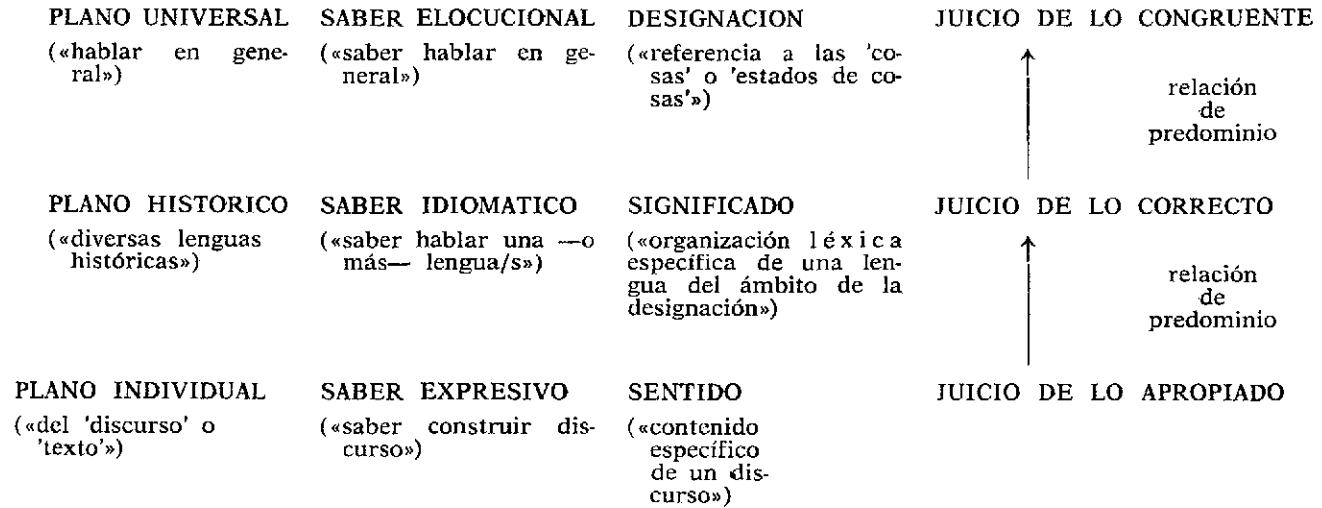 PLANO UNIVERSAL SABER ELOCUCIONAL DESIGNACION JUICIO DE LO CONGRUENTE
(«hablar en gene-
ral»)
(«saber hablar en ge-
neral»)
(«referencia a las 'co-
sas' o 'estados de co-
sas'»)
relación
de
predominio
PLANO HISTORICO SABER IDIOMATICO SIGNIFICADO JUICIO DE LO CORRECTO
(«diversas lenguas
históricas»)
(«saber hablar una —o
más— lengua/s»)
(«organización léxica
específica de una len-
gua del ámbito de la
designación»)
relación
de
predominio
PLANO INDIVIDUAL SABER EXPRESIVO SENTIDO JUICIO DE LO APROPIADO
(«del 'discurso' o
'texto'»)
(«saber construir dis-
curso»)
(«contenido
específico
de un dis-
curso»)